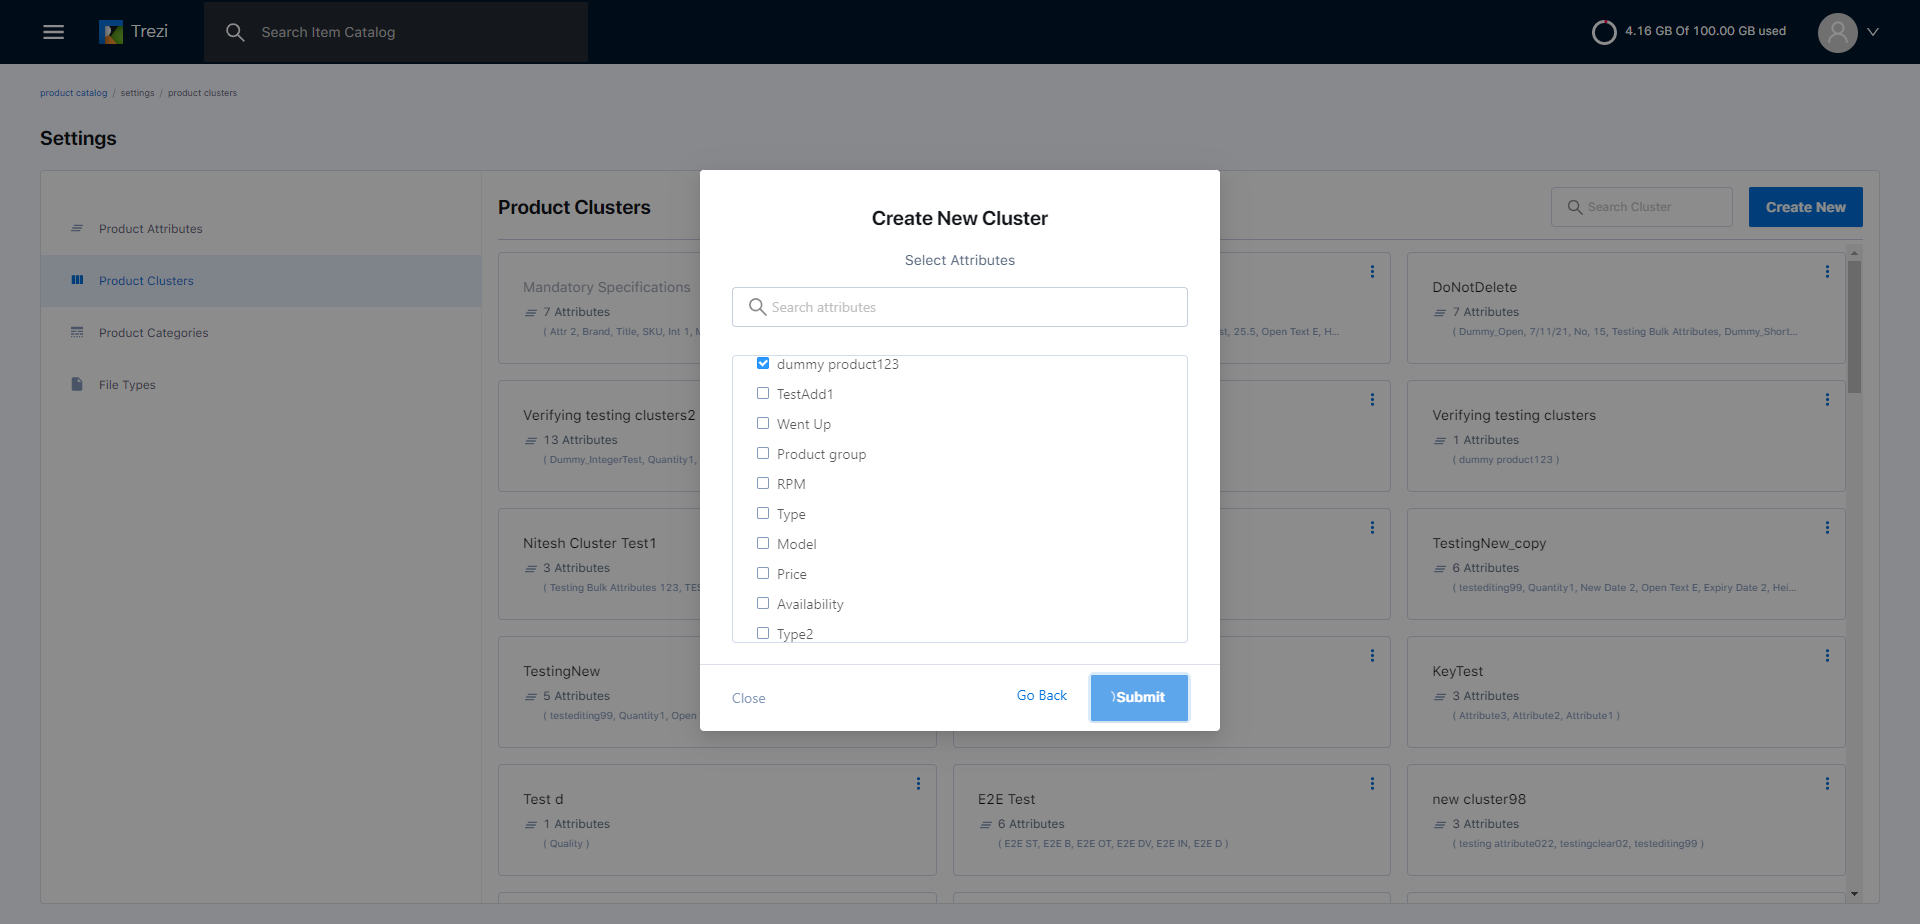 Trezi
Search Item Catalog
4.16 GB Of 100.00 GB used
product catalog / settings / product clusters
Settings
Product Attributes
Product Clusters
Product Categories
File Types
Product Clusters
Search Cluster
Create New
Mandatory Specifications
7 Attributes
( Attr 2, Brand, Title, SKU, Int 1,
st, 25.5, Open Text E, H...
DoNotDelete
7 Attributes
( Dummy_Open, 7/11/21, No, 15, Testing Bulk Attributes, Dummy_Short...
Verifying testing clusters2
13 Attributes
( Dummy_IntegerTest, Quantity1,
Verifying testing clusters
1 Attributes
( dummy product123 )
Nitesh Cluster Test1
3 Attributes
( Testing Bulk Attributes 123, TES
TestingNew_copy
6 Attributes
( testediting99, Quantity1, New Date 2, Open Text E, Expiry Date 2, Hei...
TestingNew
5 Attributes
( testediting99, Quantity1, Open
KeyTest
3 Attributes
( Attribute3, Attribute2, Attribute1 )
Test d
1 Attributes
( Quality )
E2E Test
6 Attributes
( E2E ST, E2E B, E2E OT, E2E DV, E2E IN, E2E D )
new cluster98
3 Attributes
( testing attribute022, testingclear02, testediting99 )
Create New Cluster
Select Attributes
Search attributes
dummy product123
TestAdd1
Went Up
Product group
RPM
Type
Model
Price
Availability
Type2
Close
Go Back
Submit